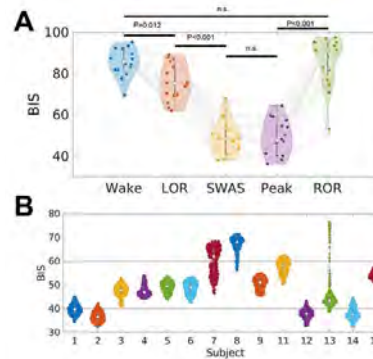 A
n.s.
P=0.012
P<0.001
P<0.001
n.s.
100
80
60
40
BIS
Wake LOR SWAS Peak ROR
B
80
70
60
50
40
30
BIS
1 2 3 4 5 6 7 8 9 11 12 13 14
Subject